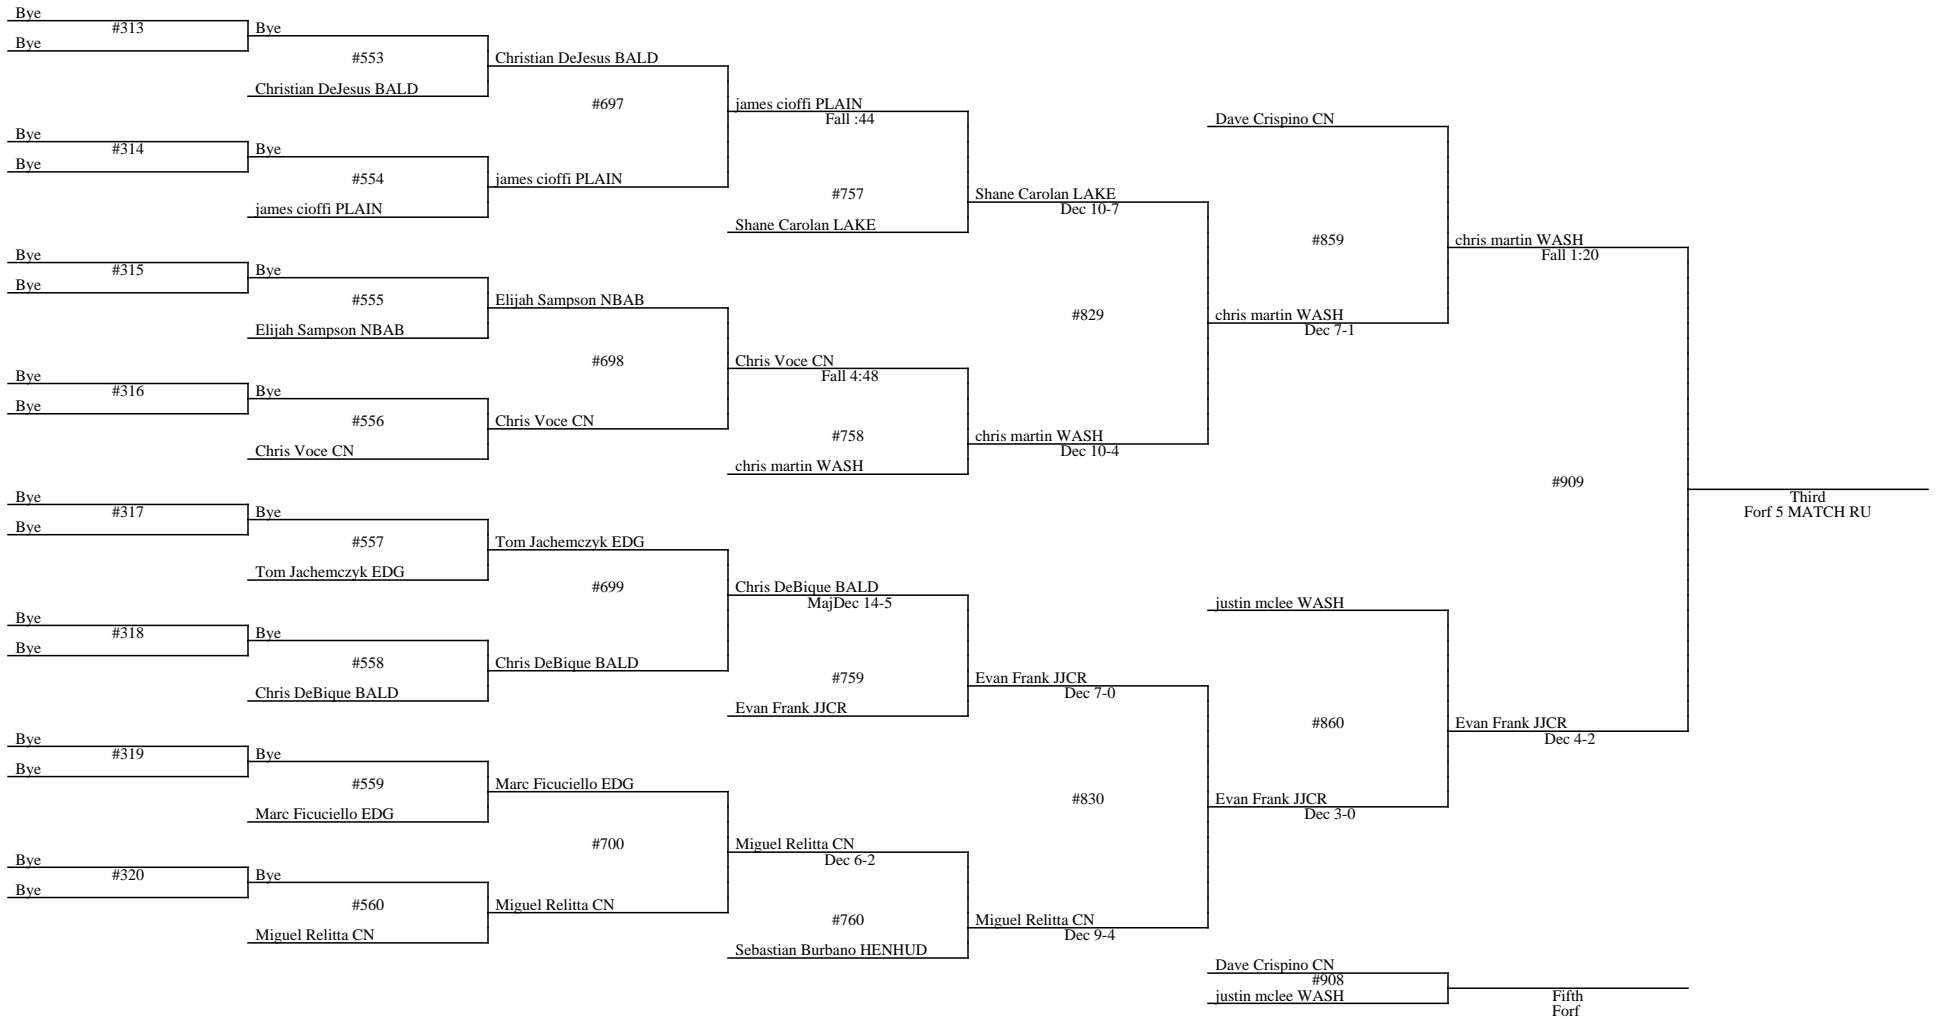 Bye
#313
Bye
Bye
#553
Christian DeJesus BALD
Christian DeJesus BALD
#697
Bye
#314
Bye
Bye
#554
james cioffi PLAIN
james cioffi PLAIN
james cioffi PLAIN
Fall :44
#757
Shane Carolan LAKE
Shane Carolan LAKE
Dec 10-7
Bye
#315
Bye
Bye
#555
Elijah Sampson NBAB
Elijah Sampson NBAB
#698
Bye
#316
Bye
Bye
#556
Chris Voce CN
Chris Voce CN
Chris Voce CN
Fall 4:48
#758
chris martin WASH
chris martin WASH
Dec 10-4
#829
Dave Crispino CN
#859
chris martin WASH
Dec 7-1
chris martin WASH
Fall 1:20
Bye
#317
Bye
Bye
#557
Tom Jachemczyk EDG
Tom Jachemczyk EDG
#699
Bye
#318
Bye
Bye
#558
Chris DeBique BALD
Chris DeBique BALD
Chris DeBique BALD
MajDec 14-5
#759
Evan Frank JJCR
Evan Frank JJCR
Dec 7-0
Bye
#319
Bye
Bye
#559
Marc Ficuciello EDG
Marc Ficuciello EDG
#700
Bye
#320
Bye
Bye
#560
Miguel Relitta CN
Miguel Relitta CN
Miguel Relitta CN
Dec 6-2
#760
Sebastian Burbano HENHUD
Miguel Relitta CN
Dec 9-4
#830
justin mclee WASH
#860
Evan Frank JJCR
Dec 3-0
Evan Frank JJCR
Dec 4-2
#909
Third
Forf 5 MATCH RU
Dave Crispino CN
#908
justin mclee WASH
Fifth
Forf